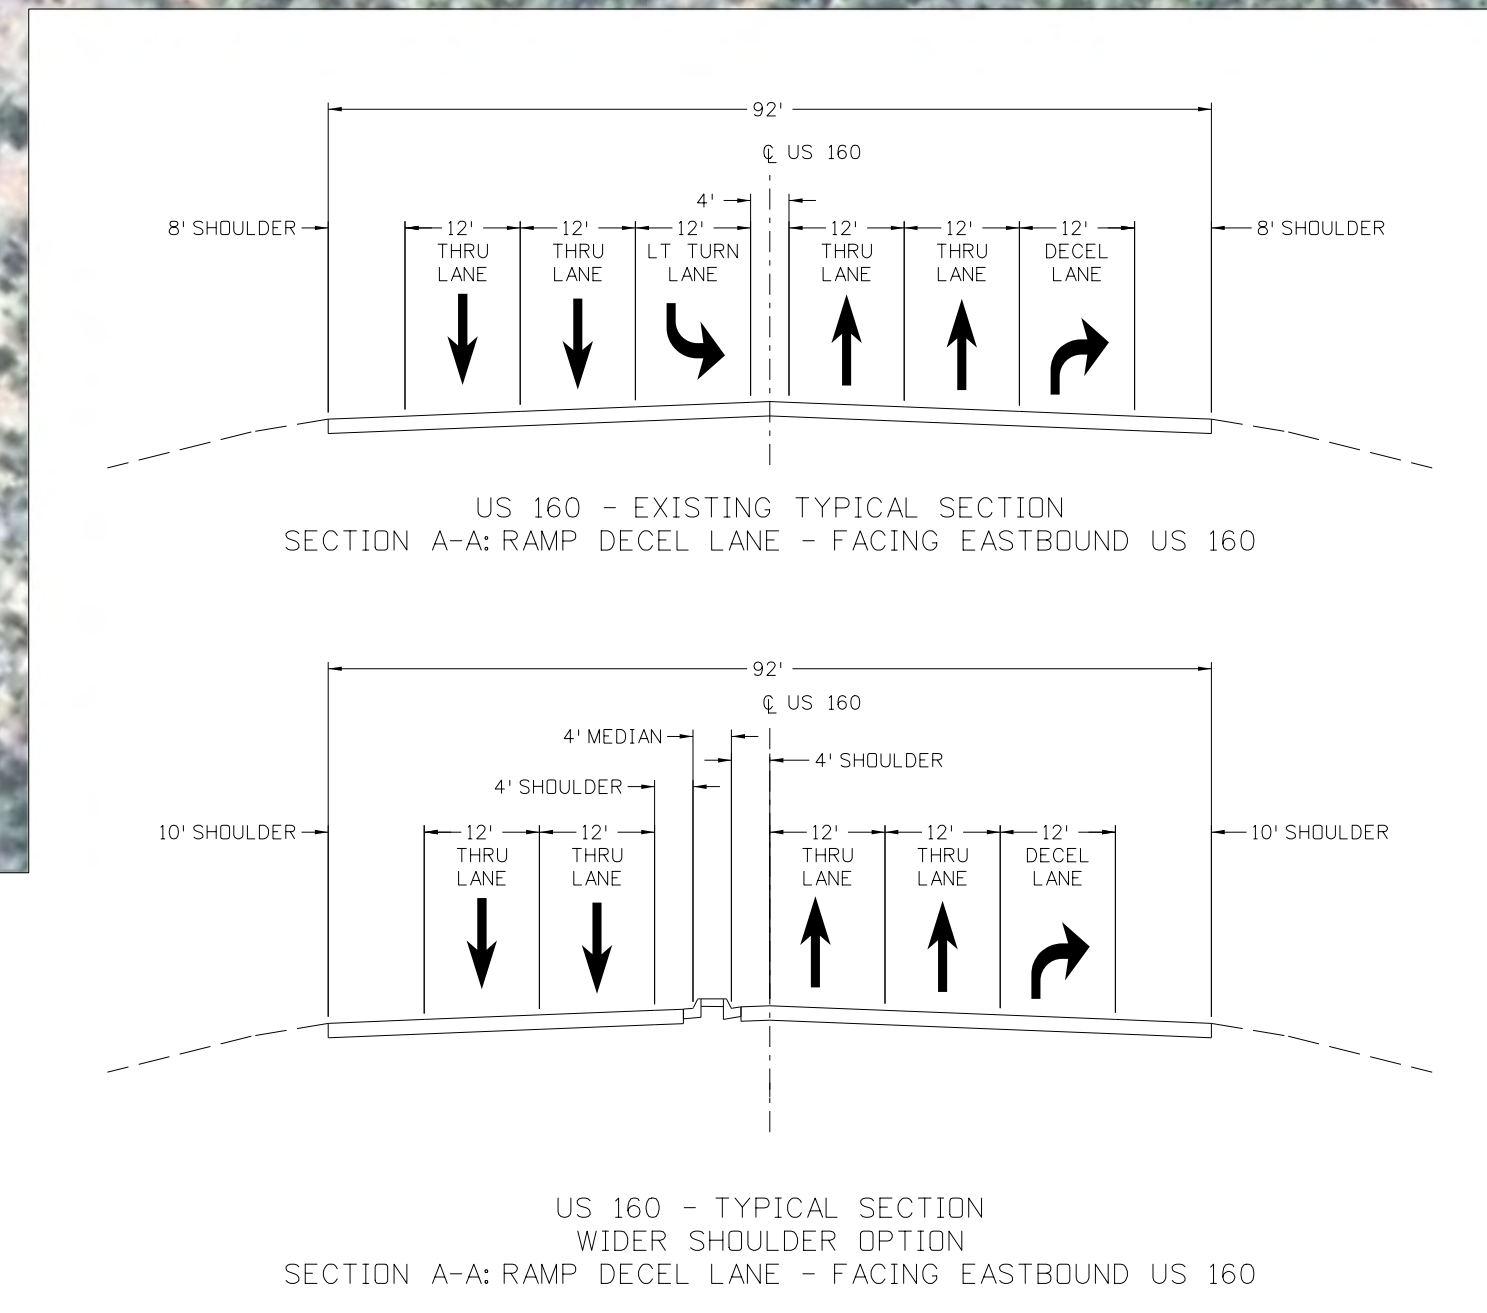 92'
℄ US 160
4'
8' SHOULDER 12' 12' 12' 12' 12' 12' 8' SHOULDER
THRU THRU LT TURN THRU THRU DECEL
LANE LANE LANE LANE LANE LANE
US 160 - EXISTING TYPICAL SECTION
SECTION A-A: RAMP DECEL LANE - FACING EASTBOUND US 160
92'
℄ US 160
4' MEDIAN
4' SHOULDER
4' SHOULDER
10' SHOULDER 12' 12' 12' 12' 12' 10' SHOULDER
THRU THRU THRU THRU DECEL
LANE LANE LANE LANE LANE
US 160 - TYPICAL SECTION
WIDER SHOULDER OPTION
SECTION A-A: RAMP DECEL LANE - FACING EASTBOUND US 160